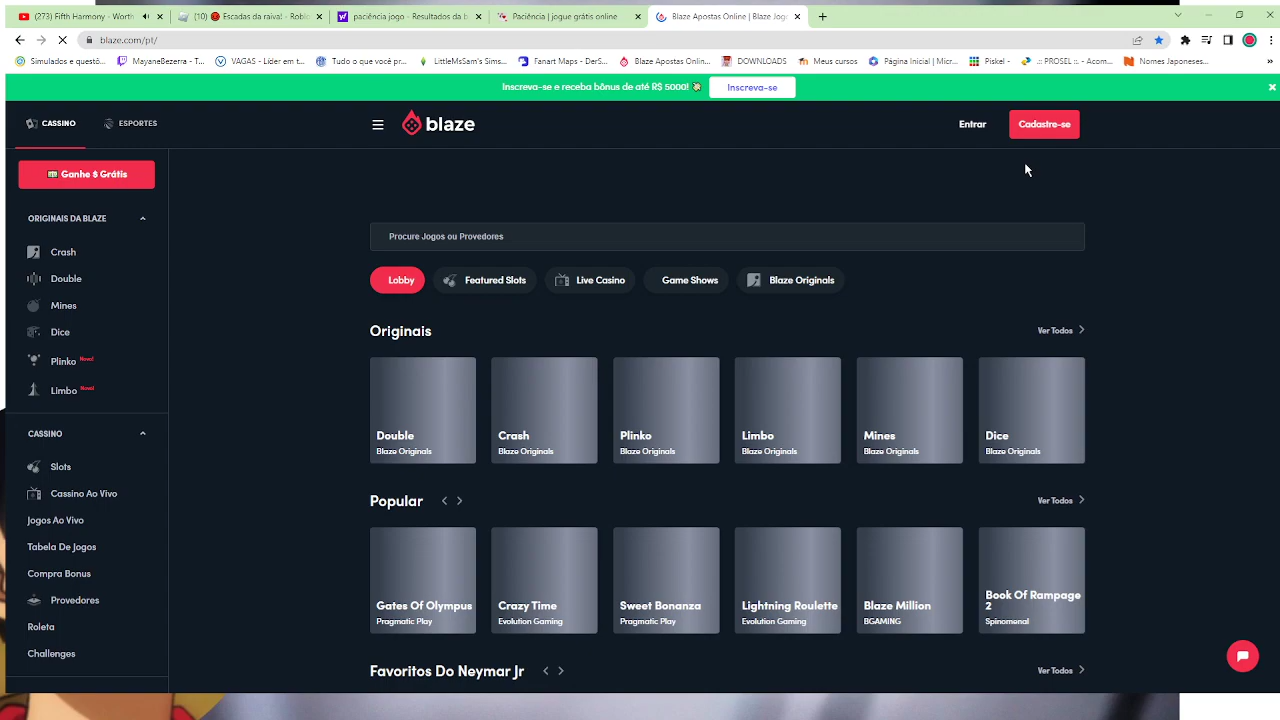 (273) Fifth Harmony - Worth
(10) 🔴 Escadas da raiva! - Roblo
paciência jogo - Resultados da b
Paciência | jogue grátis online
Blaze Apostas Online | Blaze Jog
blaze.com/pt/
Simulados e questõ...
MayaneBezerra - T...
VAGAS - Líder em t...
Tudo o que você pr...
LittleMsSam's Sims...
Fanart Maps - DerS...
Blaze Apostas Onlin...
DOWNLOADS
Meus cursos
Página Inicial | Micr...
Piskel -
.:: PROSEL ::. - Acom...
Nomes Japoneses...
Inscreva-se e receba bônus de até R$ 5000! 💸
Inscreva-se
CASSINO
ESPORTES
blaze
Entrar
Cadastre-se
Ganhe $ Grátis
ORIGINAIS DA BLAZE
Crash
Double
Mines
Dice
Plinko Novo!
Limbo Novo!
CASSINO
Slots
Cassino Ao Vivo
Jogos Ao Vivo
Tabela De Jogos
Compra Bonus
Provedores
Roleta
Challenges
Procure Jogos ou Provedores
Lobby
Featured Slots
Live Casino
Game Shows
Blaze Originals
Originais
Ver Todos
Double
Blaze Originals
Crash
Blaze Originals
Plinko
Blaze Originals
Limbo
Blaze Originals
Mines
Blaze Originals
Dice
Blaze Originals
Popular
Ver Todos
Gates Of Olympus
Pragmatic Play
Crazy Time
Evolution Gaming
Sweet Bonanza
Pragmatic Play
Lightning Roulette
Evolution Gaming
Blaze Million
BGAMING
Book Of Rampage
2
Spinomenal
Favoritos Do Neymar Jr
Ver Todos